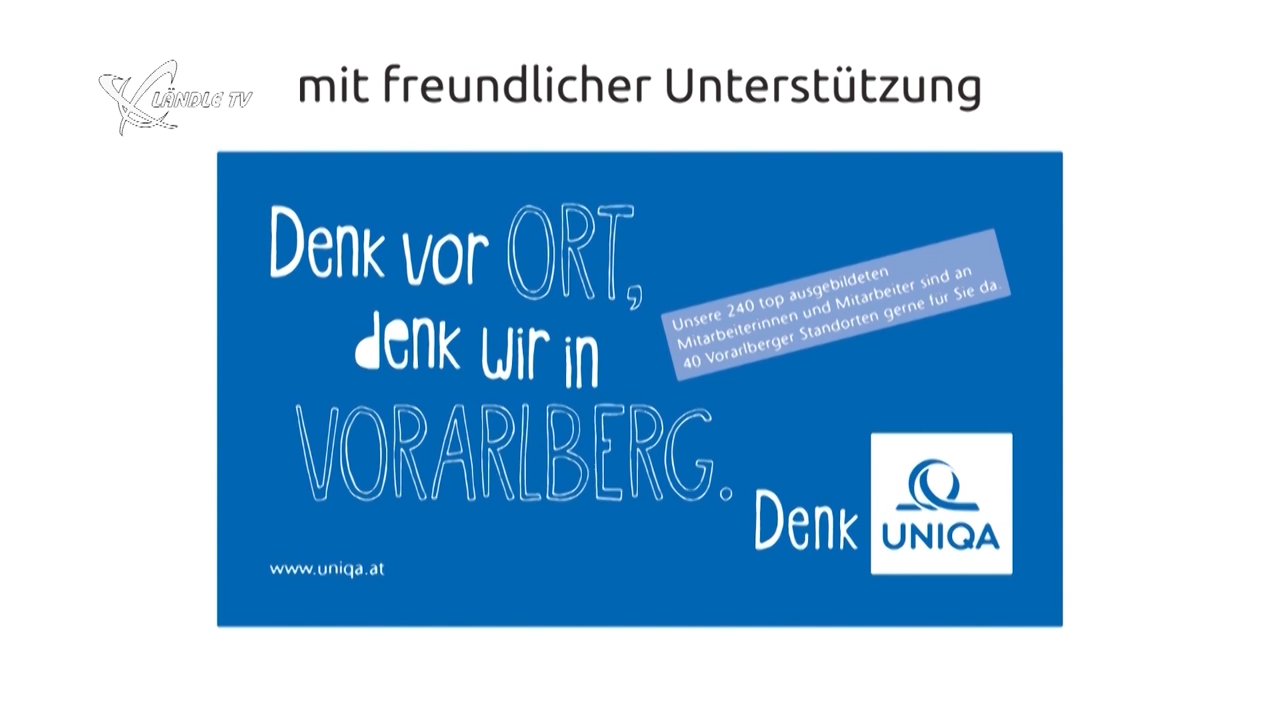 LÄNDLE TV
mit freundlicher Unterstützung
Denk vor ORT,
denk wir in
VORARLBERG.
Unsere 240 top ausgebildeten
Mitarbeiterinnen und Mitarbeiter sind an
40 Vorarlberger Standorten gerne für Sie da.
Denk UNIQA
www.uniqa.at